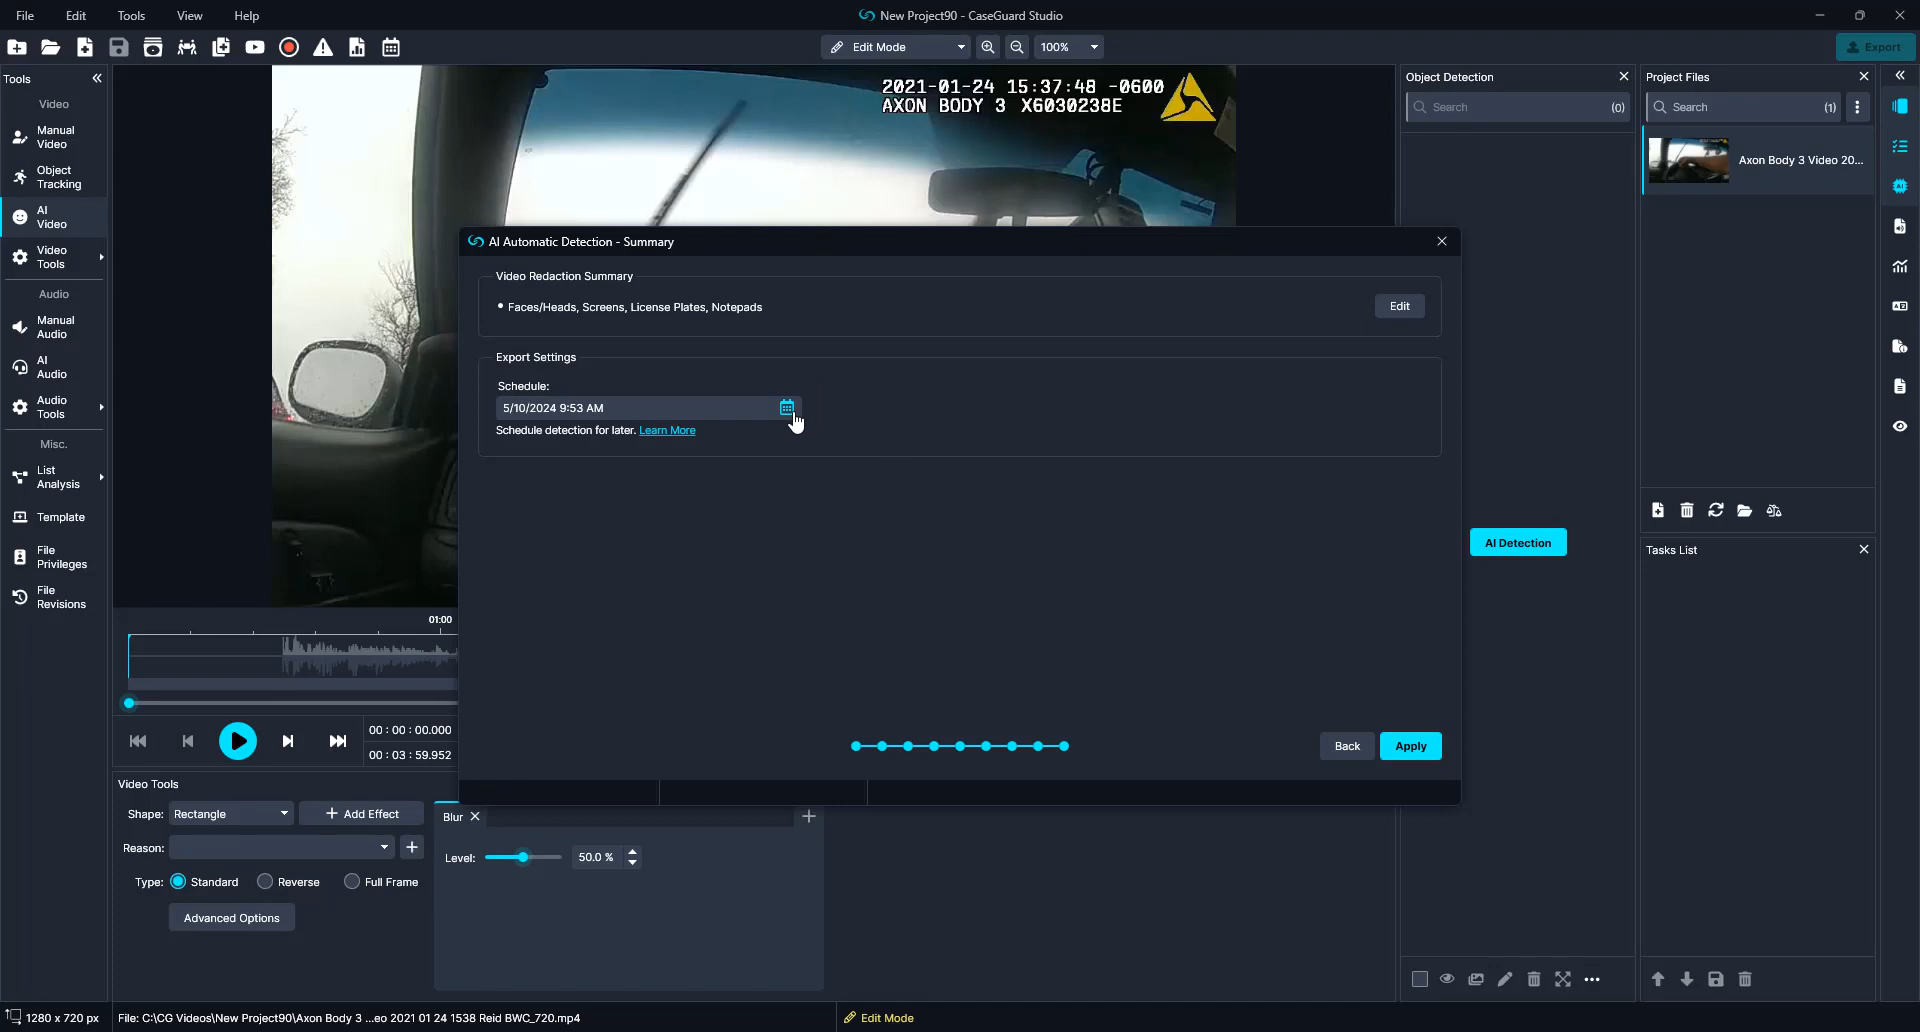 File Edit Tools View Help
New Project90 - CaseGuard Studio
Edit Mode 100% Export
Tools
Video
Manual
Video
Object
Tracking
AI
Video
Video
Tools
Audio
Manual
Audio
AI
Audio
Audio
Tools
Misc.
List
Analysis
Template
File
Privileges
File
Revisions
2021-01-24 15:37:48 -0600
AXON BODY 3 X6030238E
AI Automatic Detection - Summary
Video Redaction Summary
• Faces/Heads, Screens, License Plates, Notepads
Edit
Export Settings
Schedule:
5/10/2024 9:53 AM
Schedule detection for later. Learn More
Back Apply
01:00
00 : 00 : 00.000
00 : 03 : 59.952
Video Tools
Shape: Rectangle + Add Effect
Reason:
Type: Standard Reverse Full Frame
Advanced Options
Blur
Level: 50.0 %
Object Detection
Search (0)
AI Detection
Project Files
Search (1)
Axon Body 3 Video 20...
Tasks List
1280 x 720 px
File: C:\CG Videos\New Project90\Axon Body 3 ...eo 2021 01 24 1538 Reid BWC_720.mp4
Edit Mode